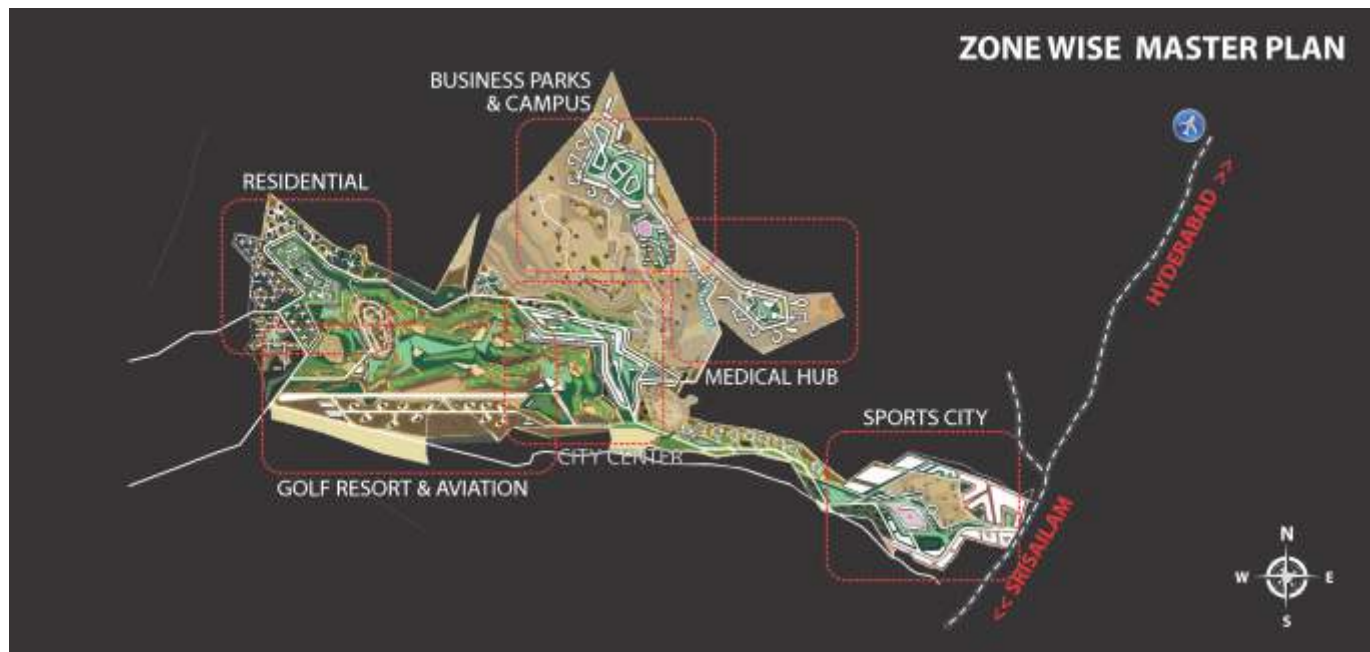 ZONE WISE MASTER PLAN
BUSINESS PARKS
& CAMPUS
RESIDENTIAL
HYDERABAD >>
MEDICAL HUB
SPORTS CITY
CITY CENTER
GOLF RESORT & AVIATION
<< SRISAILAM
N
W E
S